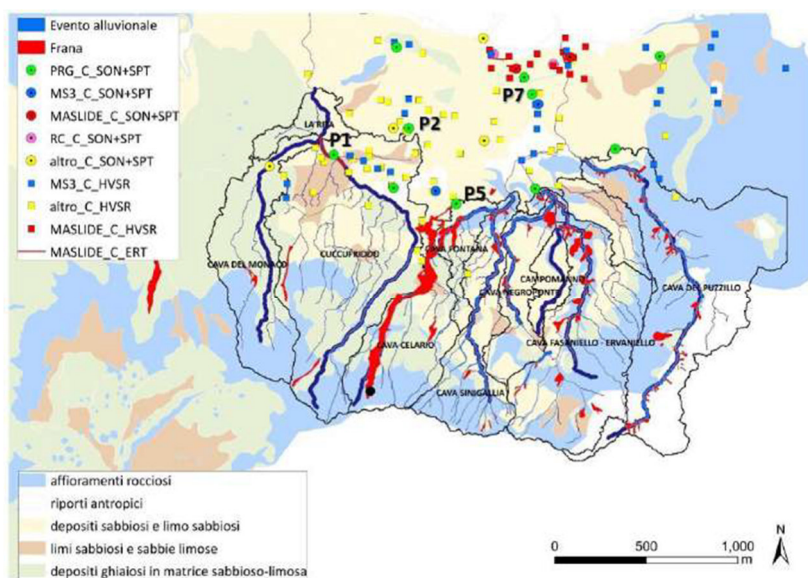 Evento alluvionale
Frana
PRG_C_SON+SPT
MS3_C_SON+SPT
MASLIDE_C_SON+SPT
RC_C_SON+SPT
altro_C_SON+SPT
MS3_C_HVSR
altro_C_HVSR
MASLIDE_C_HVSR
MASLIDE_C_ERT
P7
P2
LA RITA
P1
P5
CAVA FONTANA
CUCCUFRIDDU
CAVA DEL MONACO
CAMPOMANNO
CAVA NEGROPONTE
CAVA DEL PUZZILLO
CAVA CELARIO
CAVA FASANIELLO - ERVANIELLO
CAVA SINIGALLIA
affioramenti rocciosi
riporti antropici
depositi sabbiosi e limo sabbiosi
limi sabbiosi e sabbie limose
depositi ghiaiosi in matrice sabbioso-limosa
N
0 500 1,000
m